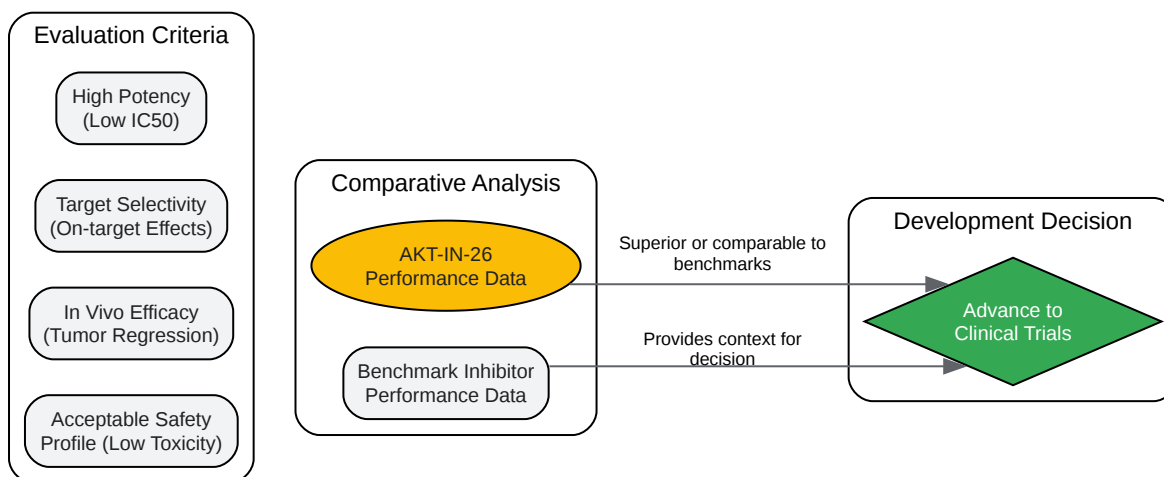 Evaluation Criteria
High Potency
(Low IC50)
Target Selectivity
(On-target Effects)
In Vivo Efficacy
(Tumor Regression)
Acceptable Safety
Profile (Low Toxicity)
Comparative Analysis
AKT-IN-26
Performance Data
Benchmark Inhibitor
Performance Data
Superior or comparable to
benchmarks
Provides context for
decision
Development Decision
Advance to
Clinical Trials